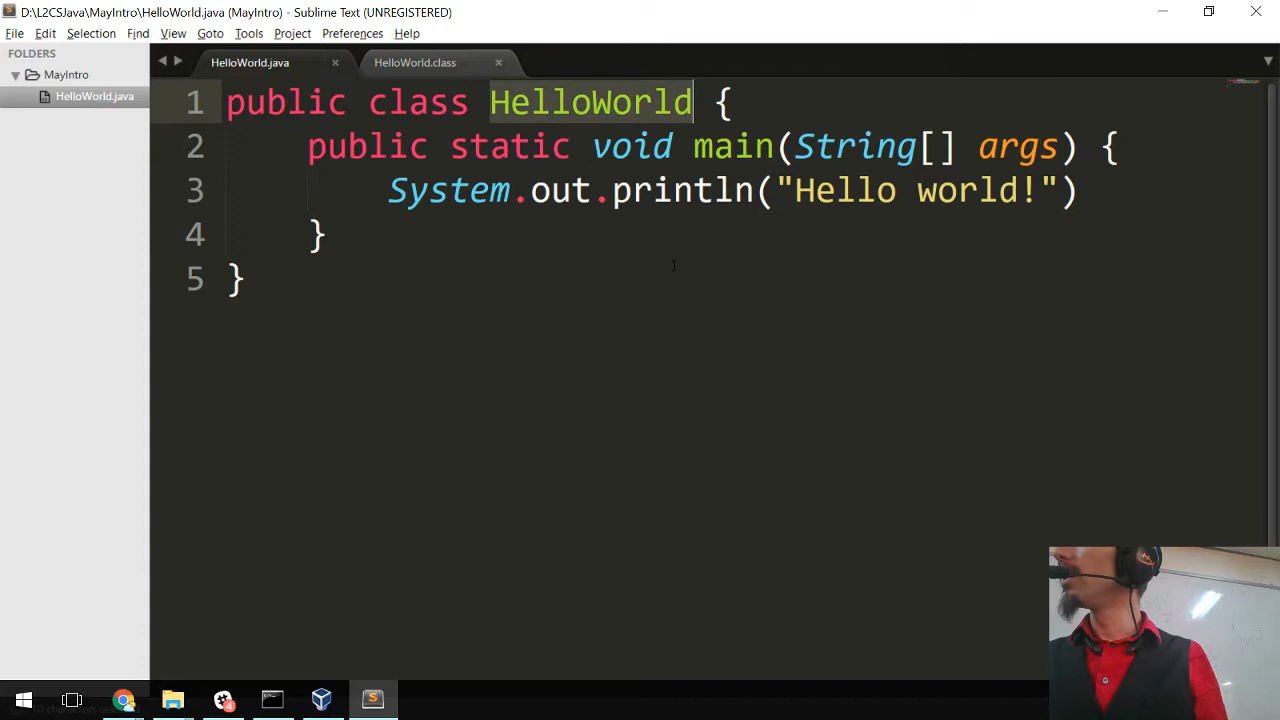 D:\L2CSJava\MayIntro\HelloWorld.java (MayIntro) - Sublime Text (UNREGISTERED)
File Edit Selection Find View Goto Tools Project Preferences Help
FOLDERS
MayIntro
HelloWorld.java
HelloWorld.java HelloWorld.class
1 public class HelloWorld {
2 public static void main(String[] args) {
3 System.out.println("Hello world!")
4 }
5 }
4